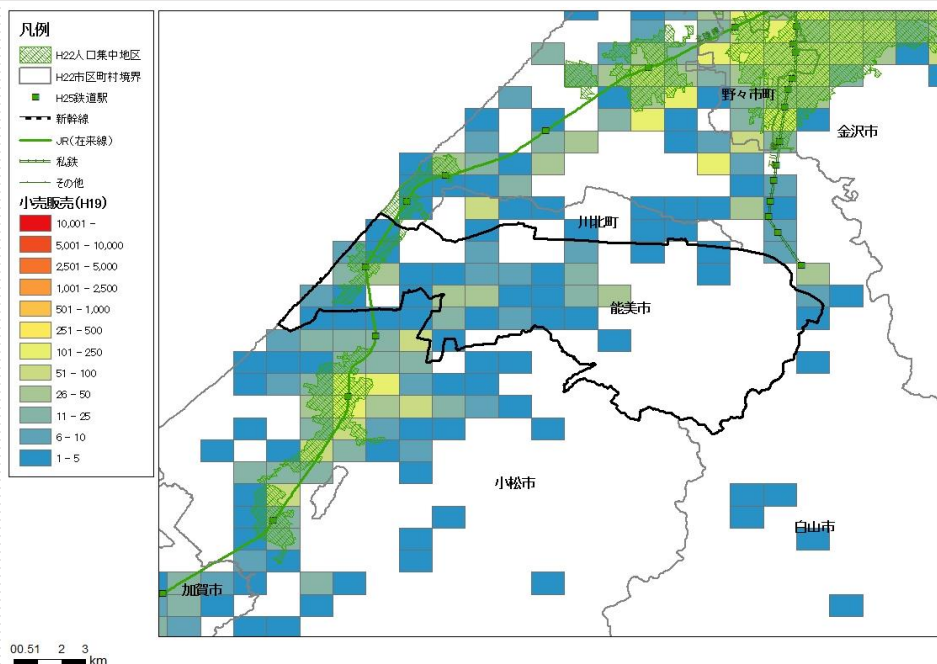 凡例
H22人口集中地区
H22市区町村境界
H25鉄道駅
新幹線
JR(在来線)
私鉄
その他
小売販売(H19)
10,001 -
5,001 - 10,000
2,501 - 5,000
1,001 - 2,500
501 - 1,000
251 - 500
101 - 250
51 - 100
26 - 50
11 - 25
6 - 10
1 - 5
野々市町
金沢市
川北町
能美市
小松市
白山市
加賀市
00.51 2 3
km